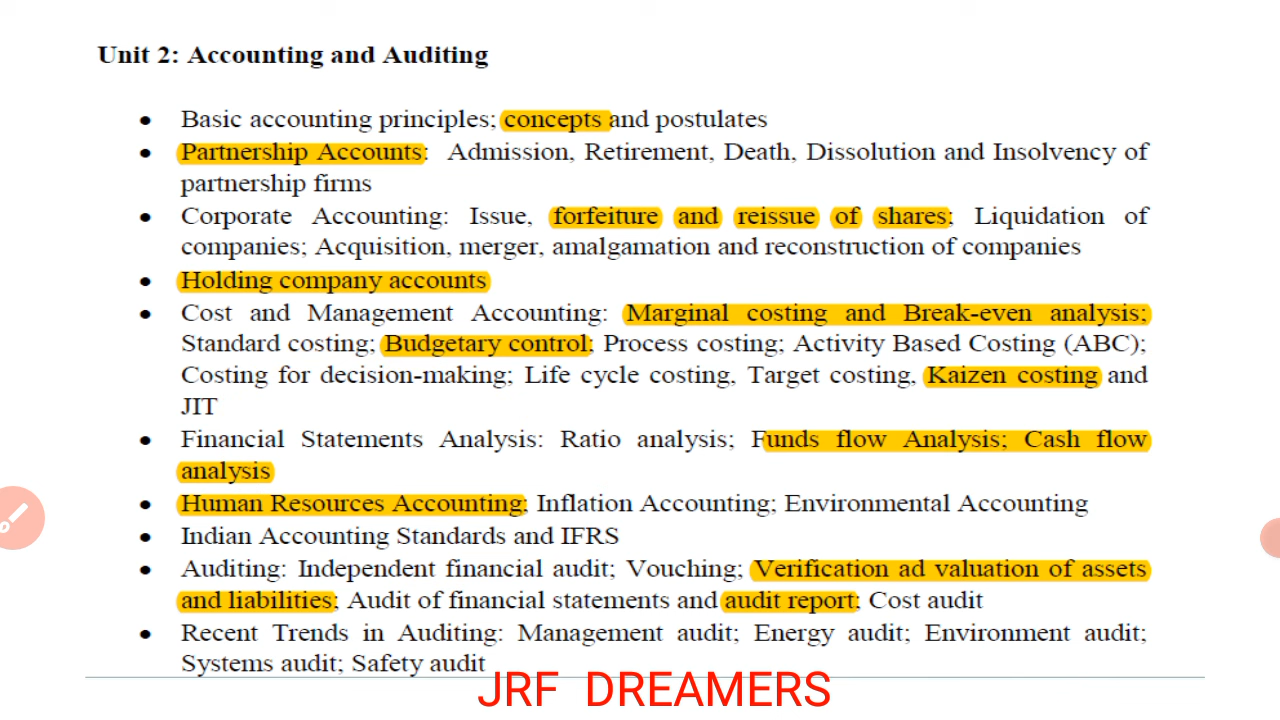 Unit 2: Accounting and Auditing
• Basic accounting principles; concepts and postulates
• Partnership Accounts: Admission, Retirement, Death, Dissolution and Insolvency of
partnership firms
• Corporate Accounting: Issue, forfeiture and reissue of shares; Liquidation of
companies; Acquisition, merger, amalgamation and reconstruction of companies
• Holding company accounts
• Cost and Management Accounting: Marginal costing and Break-even analysis;
Standard costing; Budgetary control; Process costing; Activity Based Costing (ABC);
Costing for decision-making; Life cycle costing, Target costing, Kaizen costing and
JIT
• Financial Statements Analysis: Ratio analysis; Funds flow Analysis; Cash flow
analysis
• Human Resources Accounting; Inflation Accounting; Environmental Accounting
• Indian Accounting Standards and IFRS
• Auditing: Independent financial audit; Vouching; Verification ad valuation of assets
and liabilities; Audit of financial statements and audit report; Cost audit
• Recent Trends in Auditing: Management audit; Energy audit; Environment audit;
Systems audit; Safety audit
JRF DREAMERS